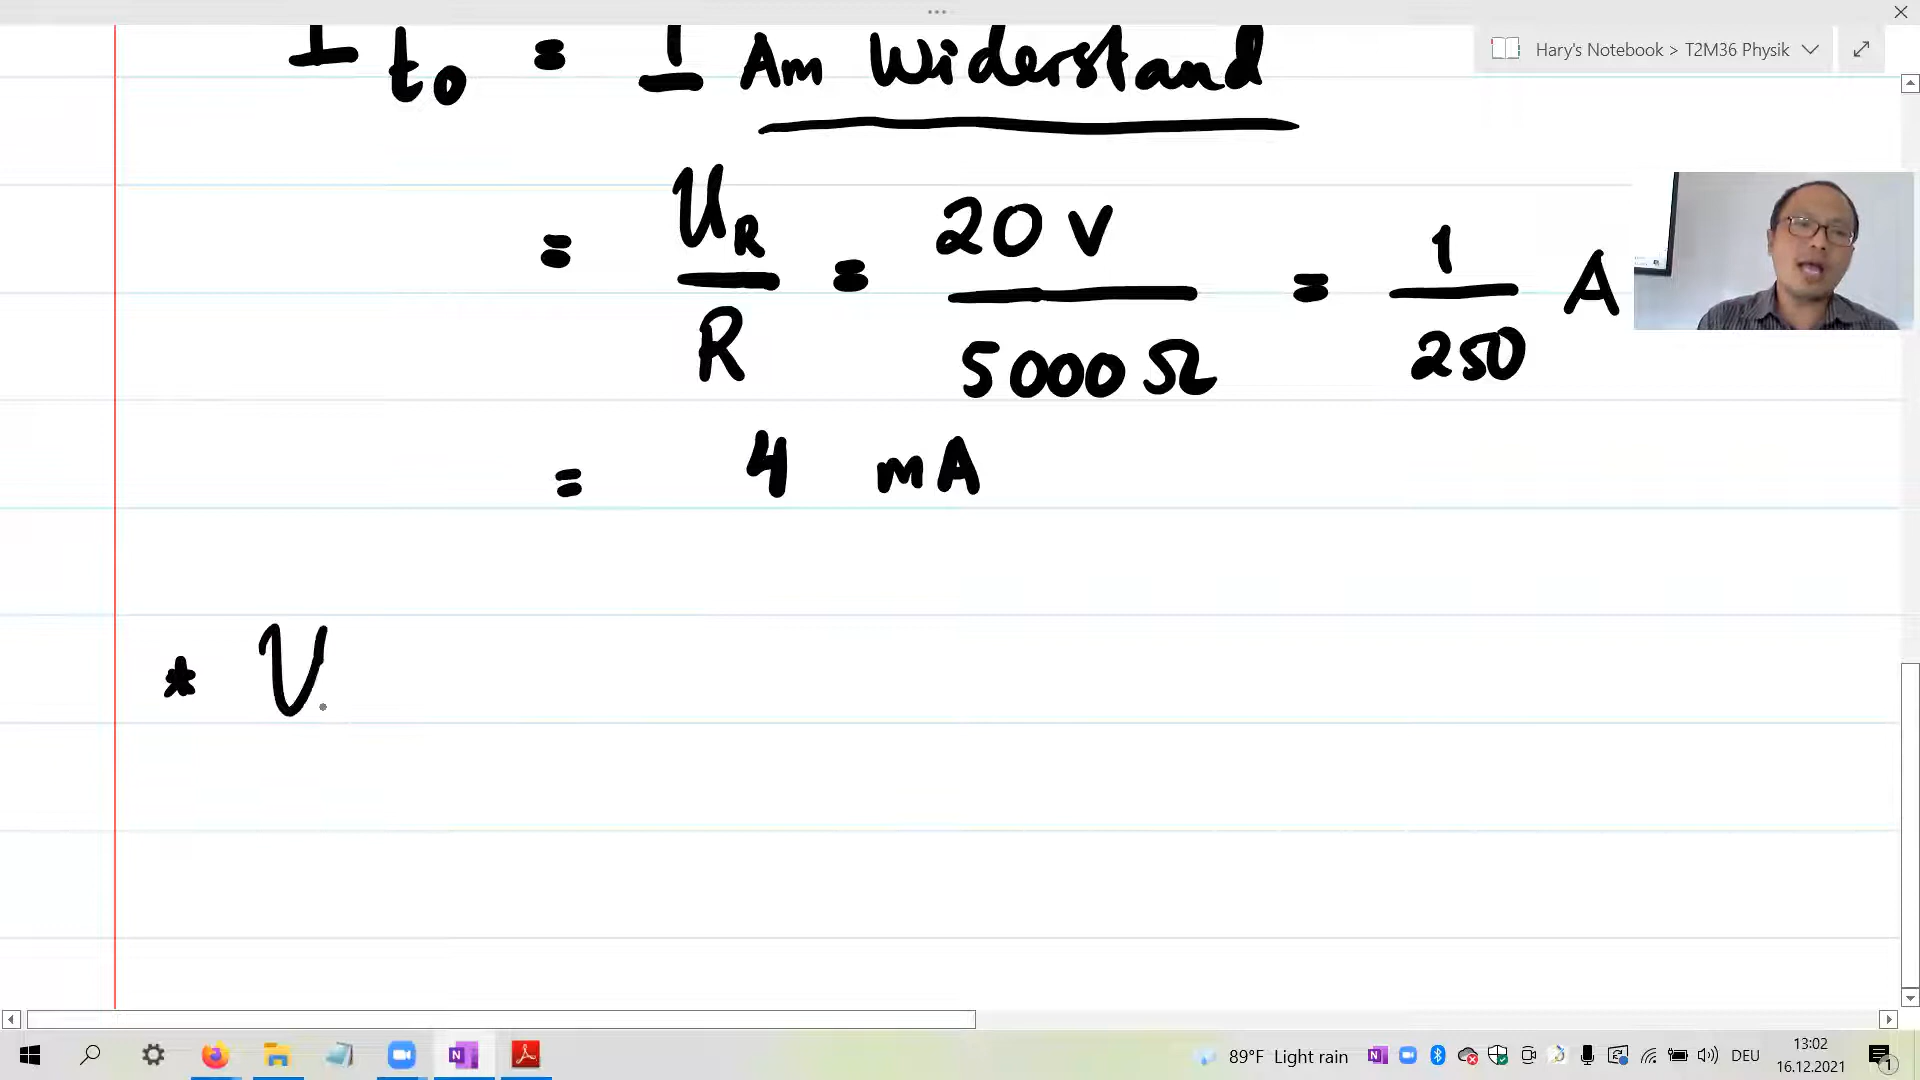 Hary's Notebook > T2M36 Physik
I t0 = I Am Widerstand
= UR / R = 20 V / 5000 Ω = 1 / 250 A
= 4 mA
* V
89°F Light rain
DEU
13:02
16.12.2021
1